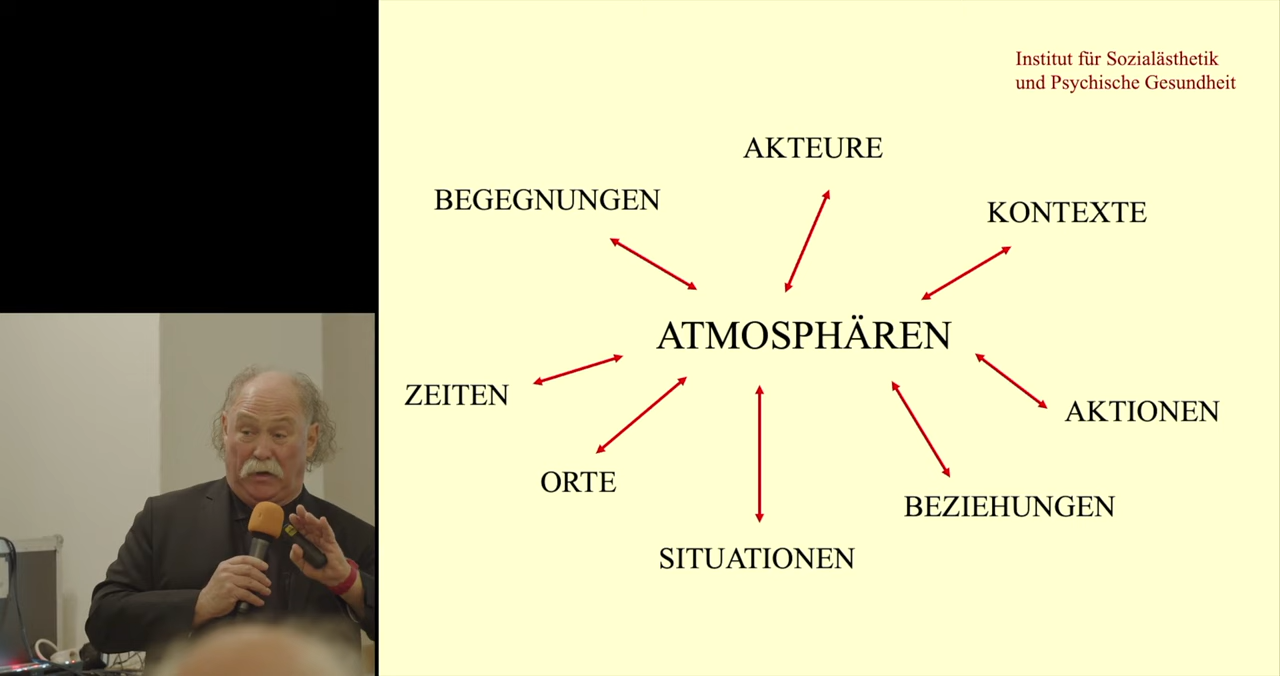 Institut für Sozialästhetik
und Psychische Gesundheit
AKTEURE
BEGEGNUNGEN
KONTEXTE
ATMOSPHÄREN
ZEITEN
AKTIONEN
ORTE
BEZIEHUNGEN
SITUATIONEN